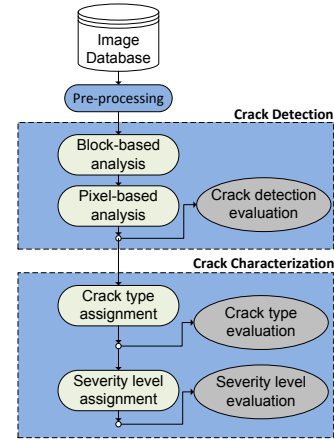 Image
Database
Pre-processing
Crack Detection
Block-based
analysis
Pixel-based
analysis
Crack detection
evaluation
Crack Characterization
Crack type
assignment
Crack type
evaluation
Severity level
assignment
Severity level
evaluation